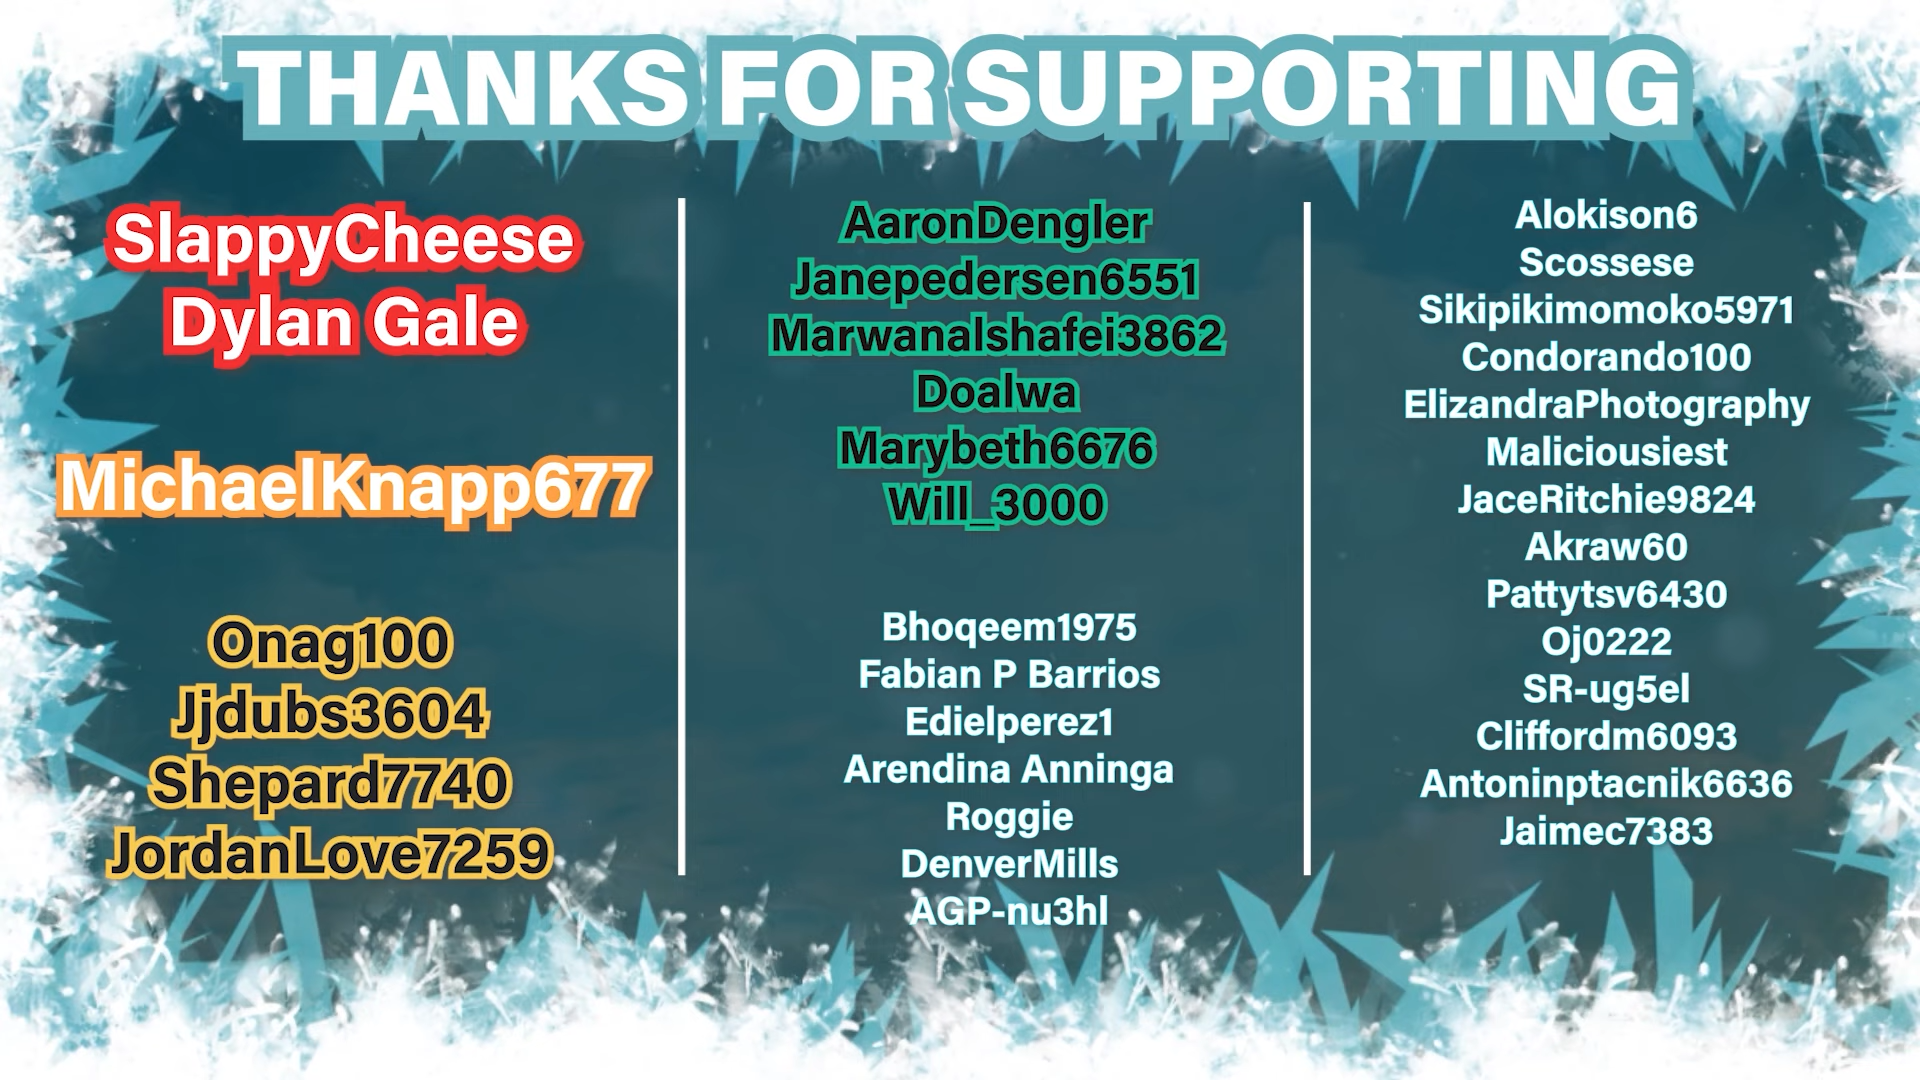 THANKS FOR SUPPORTING
SlappyCheese
Dylan Gale
MichaelKnapp677
Onag100
Jjdubs3604
Shepard7740
JordanLove7259
AaronDengler
Janepedersen6551
Marwanalshafei3862
Doalwa
Marybeth6676
Will_3000
Bhoqeem1975
Fabian P Barrios
Edielperez1
Arendina Anninga
Roggie
DenverMills
AGP-nu3hl
Alokison6
Scossese
Sikipikimomoko5971
Condorando100
ElizandraPhotography
Maliciousiest
JaceRitchie9824
Akraw60
Pattytsv6430
Oj0222
SR-ug5el
Cliffordm6093
Antoninptacnik6636
Jaimec7383